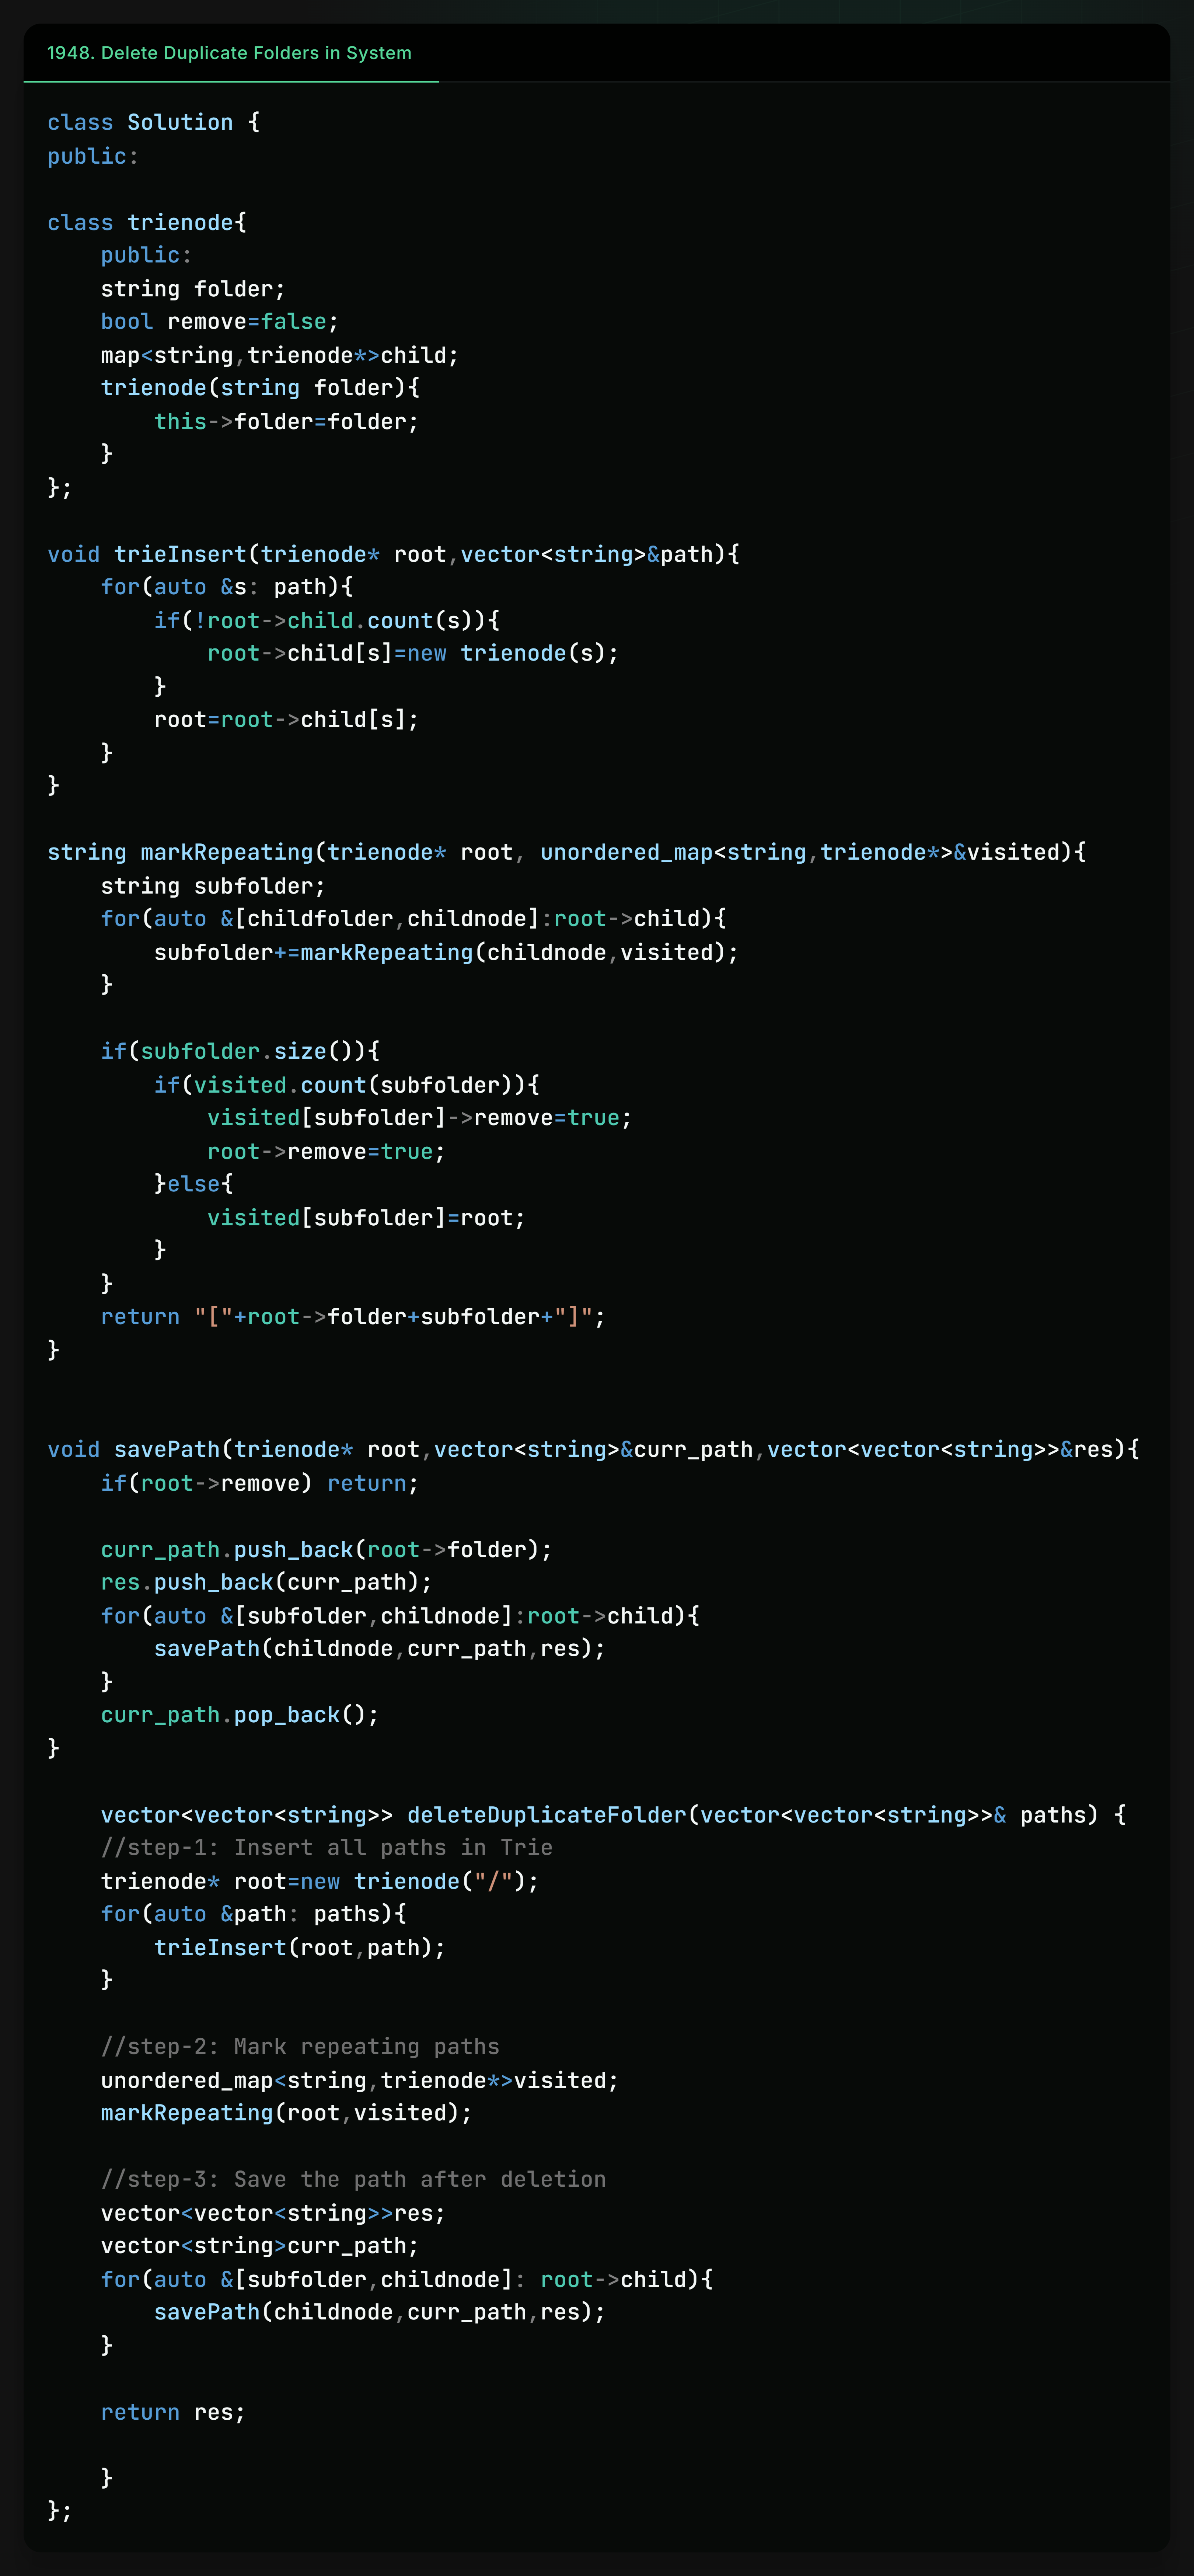 1948. Delete Duplicate Folders in System
class Solution {
public:
class trienode{
    public:
    string folder;
    bool remove=false;
    map<string,trienode*>child;
    trienode(string folder){
        this->folder=folder;
    }
};
void trieInsert(trienode* root,vector<string>&path){
    for(auto &s: path){
        if(!root->child.count(s)){
            root->child[s]=new trienode(s);
        }
        root=root->child[s];
    }
}
string markRepeating(trienode* root, unordered_map<string,trienode*>&visited){
    string subfolder;
    for(auto &[childfolder,childnode]:root->child){
        subfolder+=markRepeating(childnode,visited);
    }
    if(subfolder.size()){
        if(visited.count(subfolder)){
            visited[subfolder]->remove=true;
            root->remove=true;
        }else{
            visited[subfolder]=root;
        }
    }
    return "["+root->folder+subfolder+"]";
}
void savePath(trienode* root,vector<string>&curr_path,vector<vector<string>>&res){
    if(root->remove) return;
    curr_path.push_back(root->folder);
    res.push_back(curr_path);
    for(auto &[subfolder,childnode]:root->child){
        savePath(childnode,curr_path,res);
    }
    curr_path.pop_back();
}
    vector<vector<string>> deleteDuplicateFolder(vector<vector<string>>& paths) {
    //step-1: Insert all paths in Trie
    trienode* root=new trienode("/");
    for(auto &path: paths){
        trieInsert(root,path);
    }
    //step-2: Mark repeating paths
    unordered_map<string,trienode*>visited;
    markRepeating(root,visited);
    //step-3: Save the path after deletion
    vector<vector<string>>res;
    vector<string>curr_path;
    for(auto &[subfolder,childnode]: root->child){
        savePath(childnode,curr_path,res);
    }
    return res;
    }
};